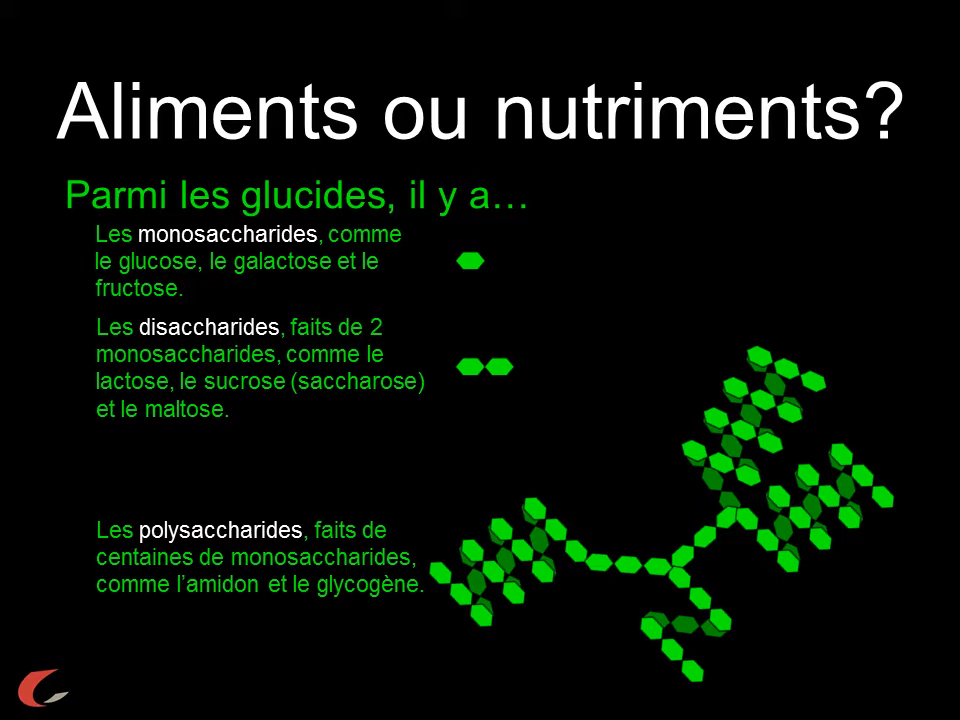 Aliments ou nutriments?
Parmi les glucides, il y a…
Les monosaccharides, comme
le glucose, le galactose et le
fructose.
Les disaccharides, faits de 2
monosaccharides, comme le
lactose, le sucrose (saccharose)
et le maltose.
Les polysaccharides, faits de
centaines de monosaccharides,
comme l’amidon et le glycogène.